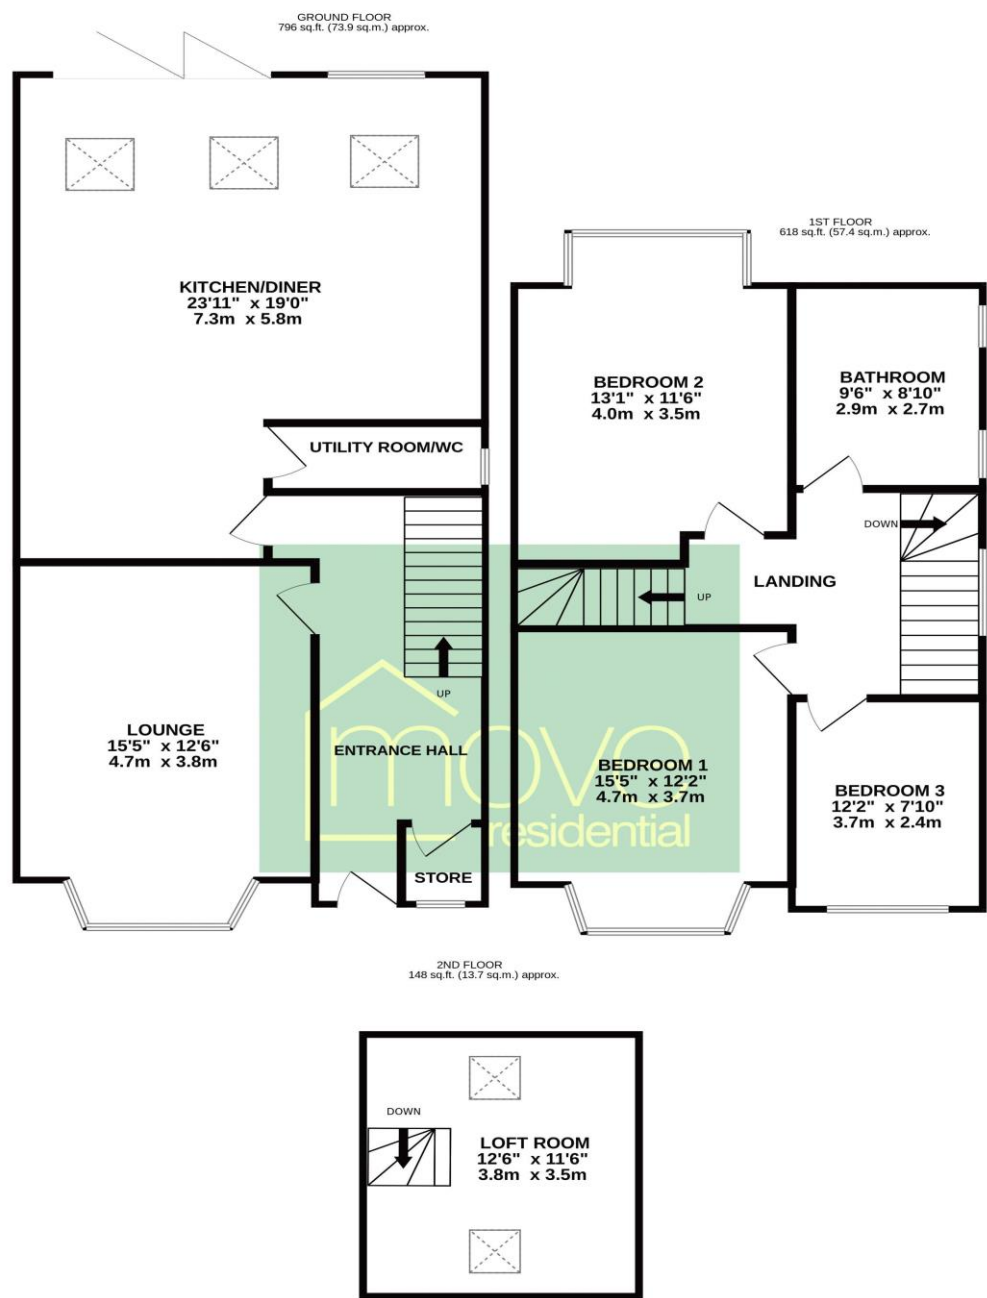 GROUND FLOOR
796 sq.ft. (73.9 sq.m.) approx.
KITCHEN/DINER
23'11" x 19'0"
7.3m x 5.8m
UTILITY ROOM/WC
LOUNGE
15'5" x 12'6"
4.7m x 3.8m
UP
ENTRANCE HALL
STORE
1ST FLOOR
618 sq.ft. (57.4 sq.m.) approx.
BEDROOM 2
13'1" x 11'6"
4.0m x 3.5m
BATHROOM
9'6" x 8'10"
2.9m x 2.7m
DOWN
LANDING
UP
BEDROOM 1
15'5" x 12'2"
4.7m x 3.7m
BEDROOM 3
12'2" x 7'10"
3.7m x 2.4m
move
residential
2ND FLOOR
148 sq.ft. (13.7 sq.m.) approx.
DOWN
LOFT ROOM
12'6" x 11'6"
3.8m x 3.5m